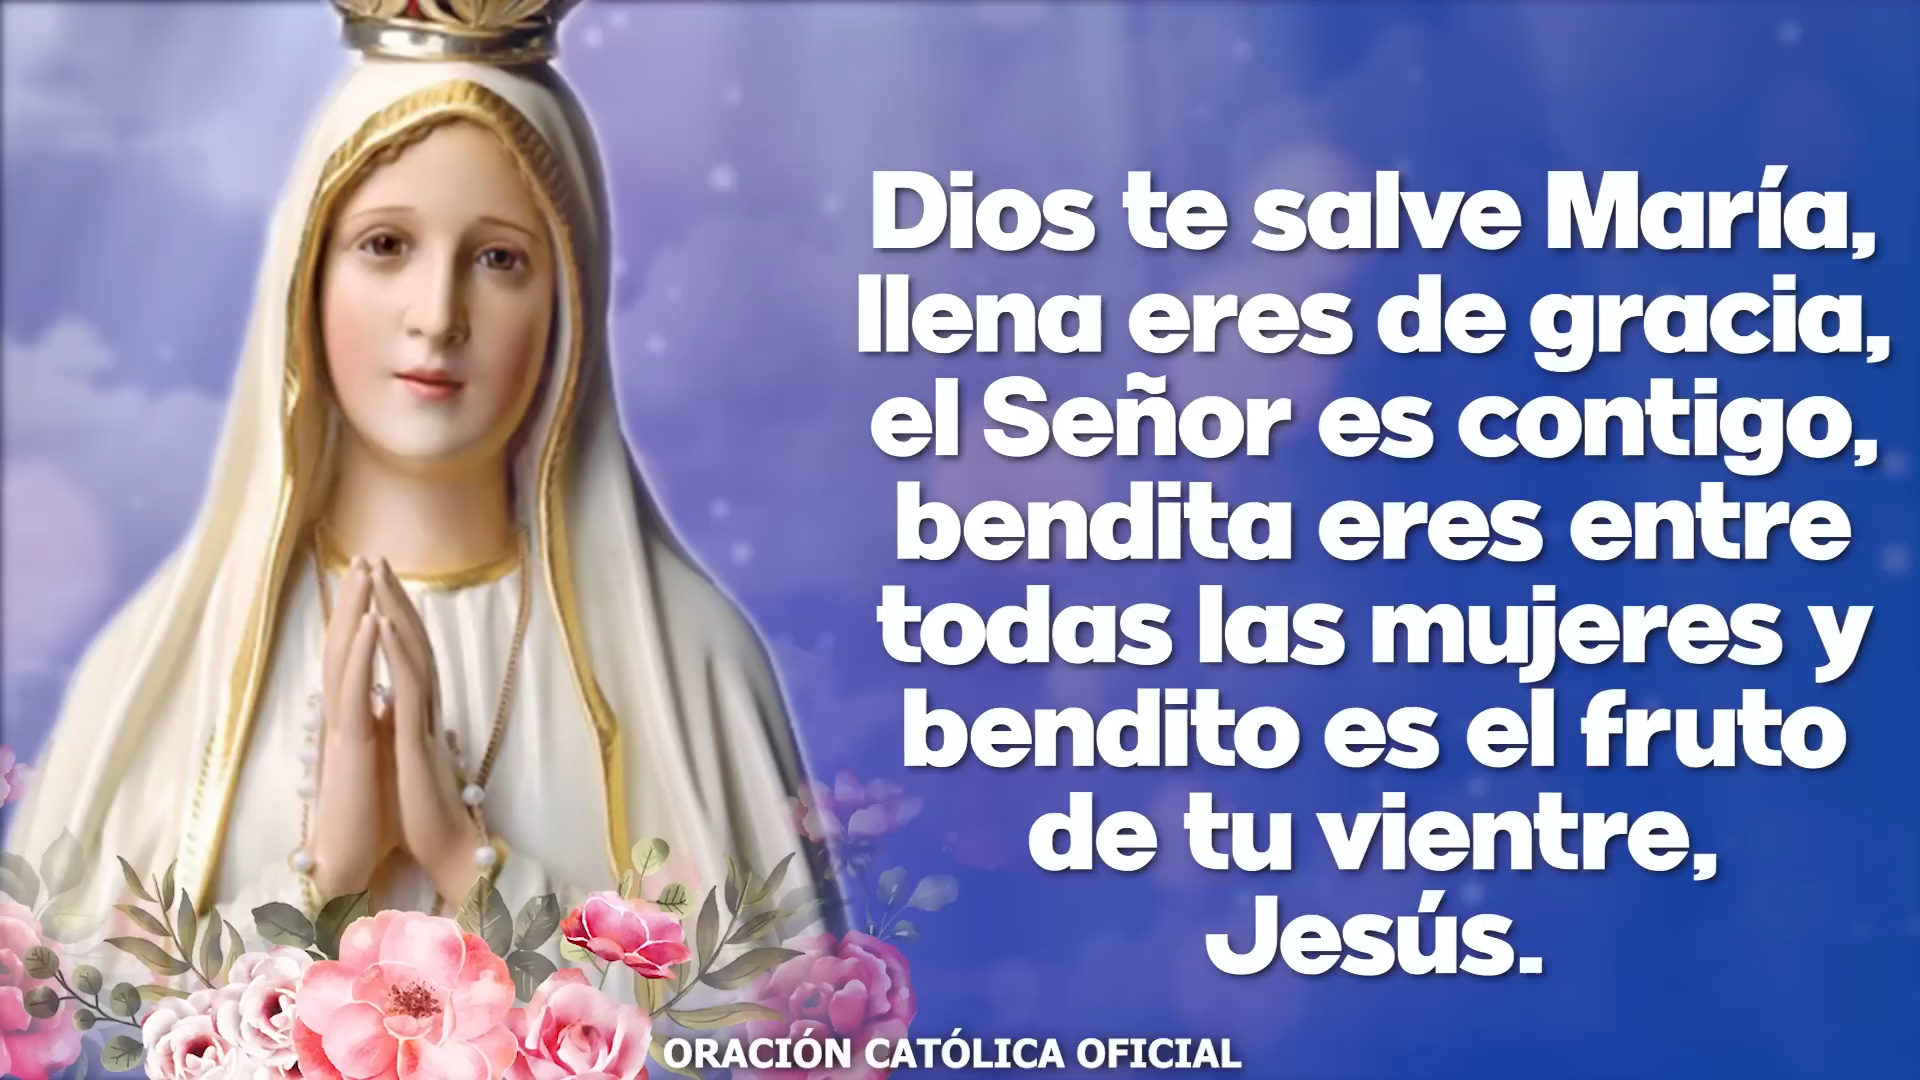 Dios te salve María,
llena eres de gracia,
el Señor es contigo,
bendita eres entre
todas las mujeres y
bendito es el fruto
de tu vientre,
Jesús.
ORACIÓN CATÓLICA OFICIAL